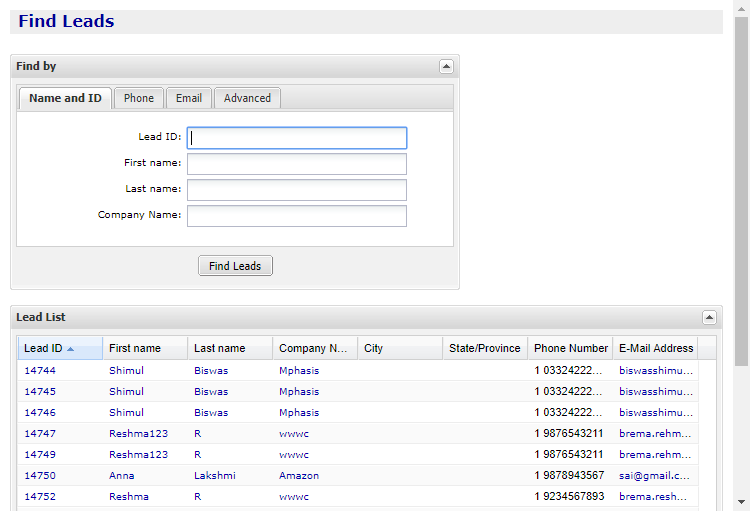 Find Leads
Find by
Name and ID Phone Email Advanced
Lead ID:
First name:
Last name:
Company Name:
Find Leads
Lead List
Lead ID First name Last name Company N... City State/Province Phone Number E-Mail Address
14744 Shimul Biswas Mphasis 1 03324222... biswasshimu...
14745 Shimul Biswas Mphasis 1 03324222... biswasshimu...
14746 Shimul Biswas Mphasis 1 03324222... biswasshimu...
14747 Reshma123 R wwwc 1 9876543211 brema.rehm...
14749 Reshma123 R wwwc 1 9876543211 brema.rehm...
14750 Anna Lakshmi Amazon 1 9878943567 sai@gmail.c...
14752 Reshma R wwwc 1 9234567893 brema.resh...